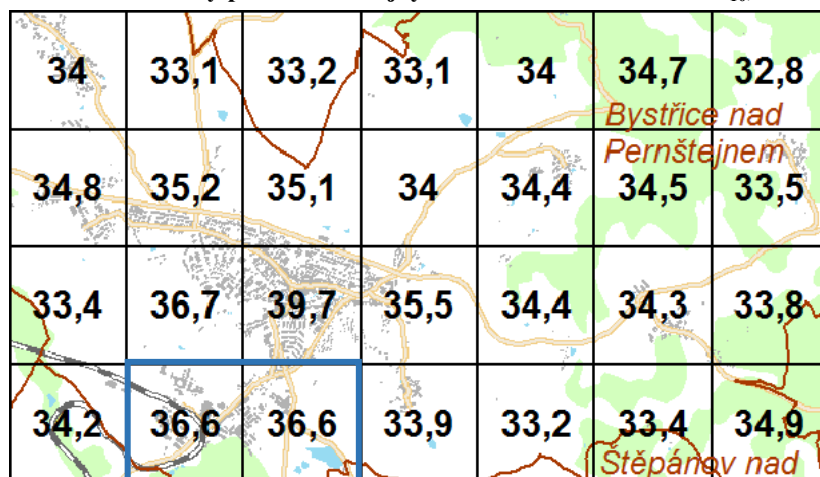 34 33,1 33,2 33,1 34 34,7 32,8
Bystřice nad
Pernštejnem
34,8 35,2 35,1 34 34,4 34,5 33,5
33,4 36,7 39,7 35,5 34,4 34,3 33,8
34,2 36,6 36,6 33,9 33,2 33,4 34,9
Štěpánov nad